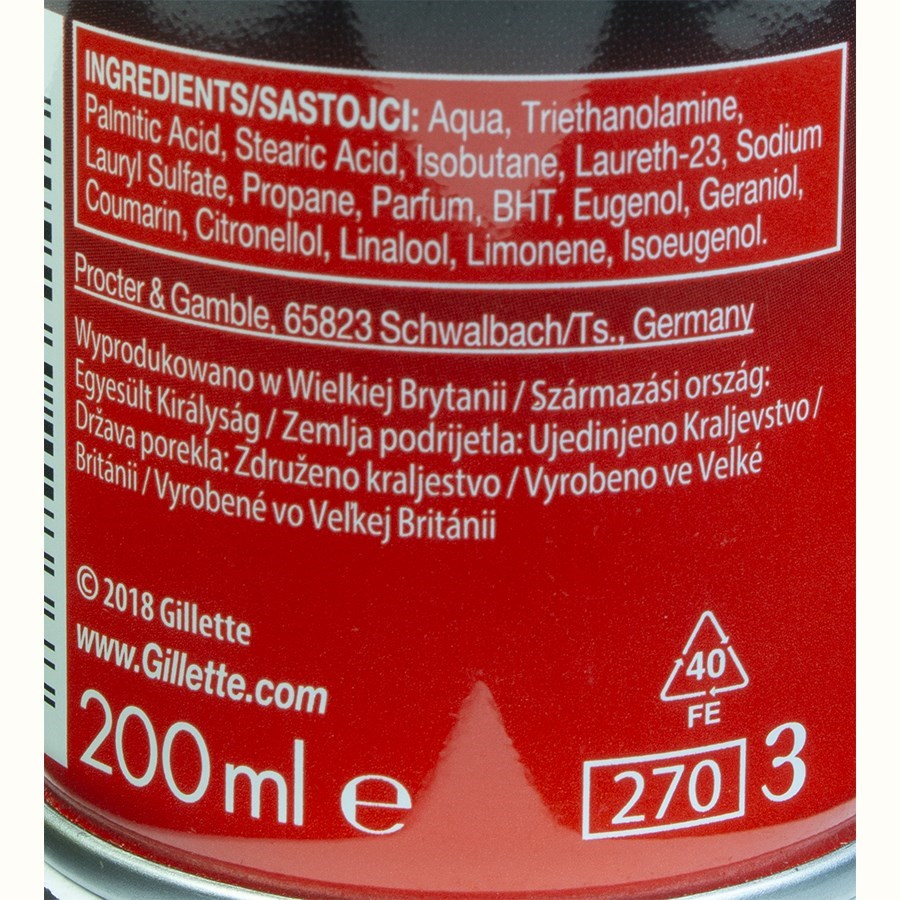 INGREDIENTS/SASTOJCI: Aqua, Triethanolamine,
Palmitic Acid, Stearic Acid, Isobutane, Laureth-23, Sodium
Lauryl Sulfate, Propane, Parfum, BHT, Eugenol, Geraniol,
Coumarin, Citronellol, Linalool, Limonene, Isoeugenol.
Procter & Gamble, 65823 Schwalbach/Ts., Germany
Wyprodukowano w Wielkiej Brytanii / Származási ország:
Egyesült Királyság / Zemlja podrijetla: Ujedinjeno Kraljevstvo /
Država porekla: Združeno kraljestvo / Vyrobeno ve Velké
Británii / Vyrobené vo Veľkej Británii
© 2018 Gillette
www.Gillette.com
200 ml e
40
FE
270 3